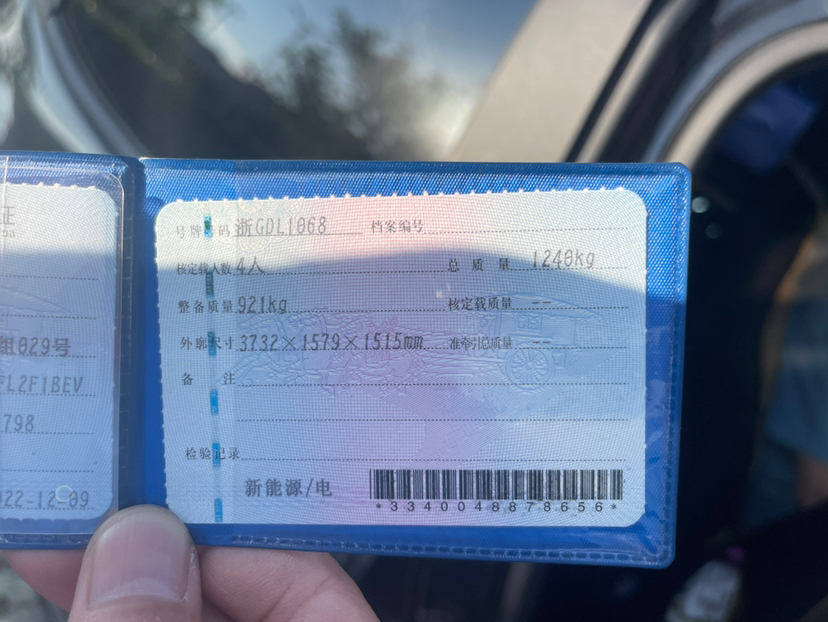 证
组029号
FL2F1BEV
798
22-12-09
号牌号码 浙GDL1068 档案编号
核定载人数 4人 总质量 1240kg
整备质量 921kg 核定载质量 --
外廓尺寸 3732×1579×1515mm 准牵引总质量 --
备注
检验记录
新能源/电
*3340048878656*